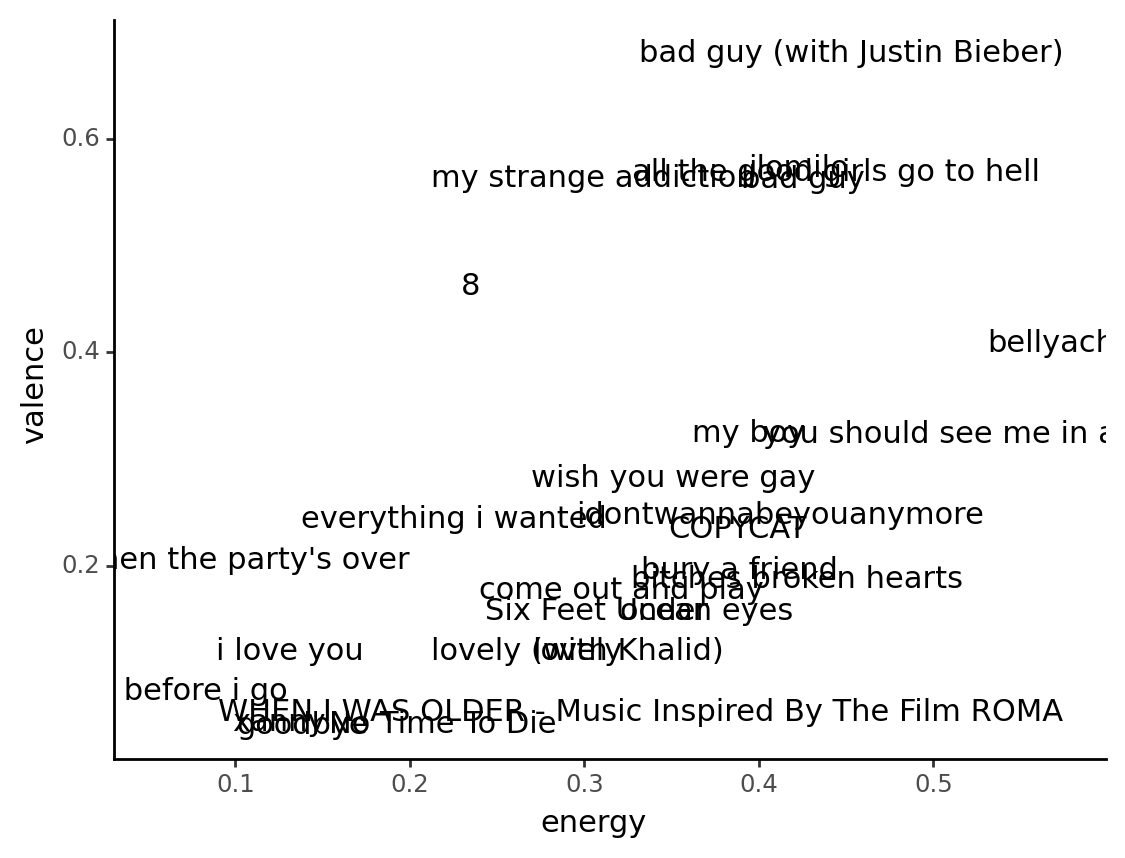 bad guy (with Justin Bieber)
0.6
ilomilo
all the good girls go to hell
my strange addiction
bad guy
8
0.4
bellyach
valence
my boy
you should see me in a
wish you were gay
idontwannabeyouanymore
everything i wanted
COPYCAT
en the party's over
0.2
bury a friend
bitches broken hearts
come out and play
Six Feet Under
ocean eyes
i love you
lovely (with Khalid)
lovely
before i go
WHEN I WAS OLDER - Music Inspired By The Film ROMA
xanny
goodbye
No Time To Die
0.1
0.2
0.3
0.4
0.5
energy